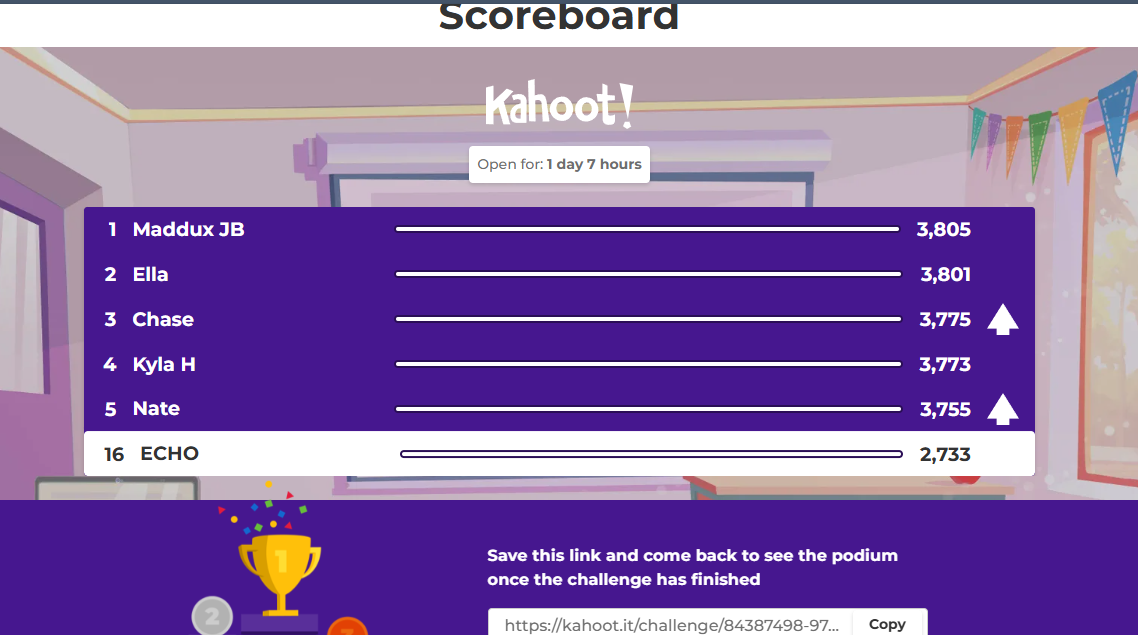 Scoreboard
Kahoot!
Open for: 1 day 7 hours
1 Maddux JB 3,805
2 Ella 3,801
3 Chase 3,775
4 Kyla H 3,773
5 Nate 3,755
16 ECHO 2,733
1
2
3
Save this link and come back to see the podium
once the challenge has finished
https://kahoot.it/challenge/84387498-97... Copy